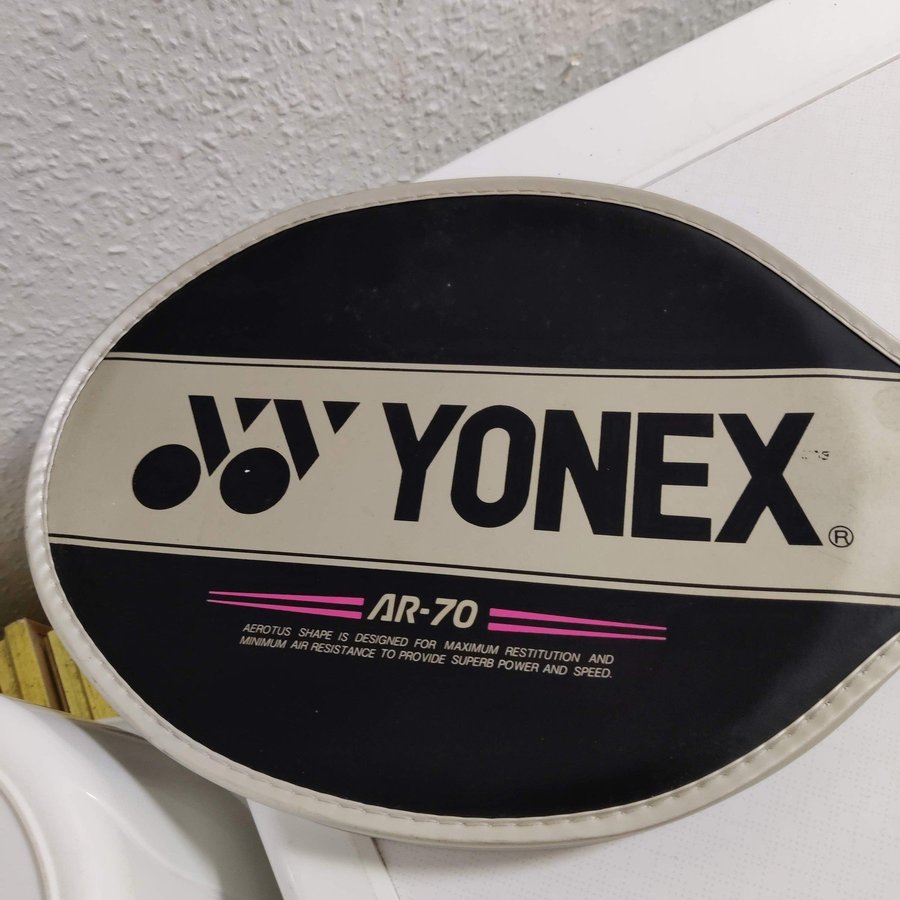 YONEX®
AR-70
AEROTUS SHAPE IS DESIGNED FOR MAXIMUM RESTITUTION AND
MINIMUM AIR RESISTANCE TO PROVIDE SUPERB POWER AND SPEED.